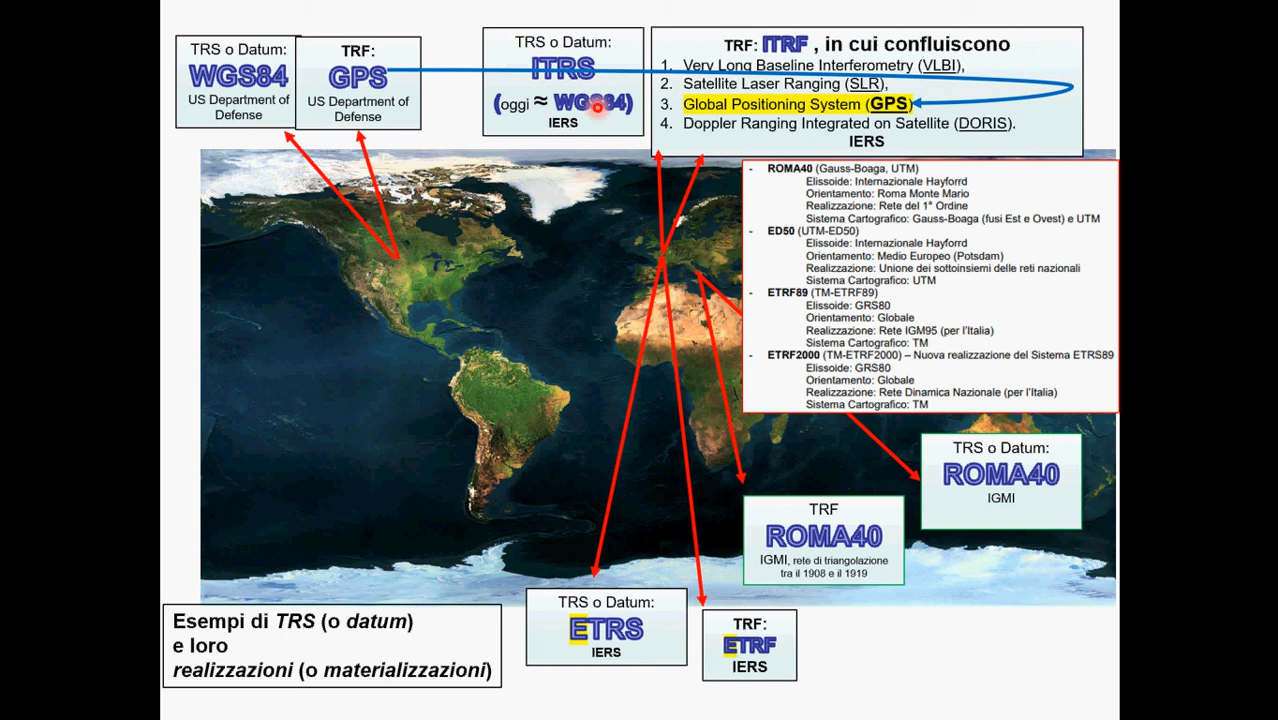 TRS o Datum:
WGS84
US Department of
Defense
TRF:
GPS
US Department of
Defense
TRS o Datum:
ITRS
(oggi ≈ WGS84)
IERS
TRF: ITRF , in cui confluiscono
1. Very Long Baseline Interferometry (VLBI),
2. Satellite Laser Ranging (SLR),
3. Global Positioning System (GPS)
4. Doppler Ranging Integrated on Satellite (DORIS).
IERS
- ROMA40 (Gauss-Boaga, UTM)
Elissoide: Internazionale Hayforrd
Orientamento: Roma Monte Mario
Realizzazione: Rete del 1° Ordine
Sistema Cartografico: Gauss-Boaga (fusi Est e Ovest) e UTM
- ED50 (UTM-ED50)
Elissoide: Internazionale Hayforrd
Orientamento: Medio Europeo (Potsdam)
Realizzazione: Unione dei sottoinsiemi delle reti nazionali
Sistema Cartografico: UTM
- ETRF89 (TM-ETRF89)
Elissoide: GRS80
Orientamento: Globale
Realizzazione: Rete IGM95 (per l'Italia)
Sistema Cartografico: TM
- ETRF2000 (TM-ETRF2000) – Nuova realizzazione del Sistema ETRS89
Elissoide: GRS80
Orientamento: Globale
Realizzazione: Rete Dinamica Nazionale (per l'Italia)
Sistema Cartografico: TM
TRS o Datum:
ROMA40
IGMI
TRF
ROMA40
IGMI, rete di triangolazione
tra il 1908 e il 1919
TRS o Datum:
ETRS
IERS
TRF:
ETRF
IERS
Esempi di TRS (o datum)
e loro
realizzazioni (o materializzazioni)